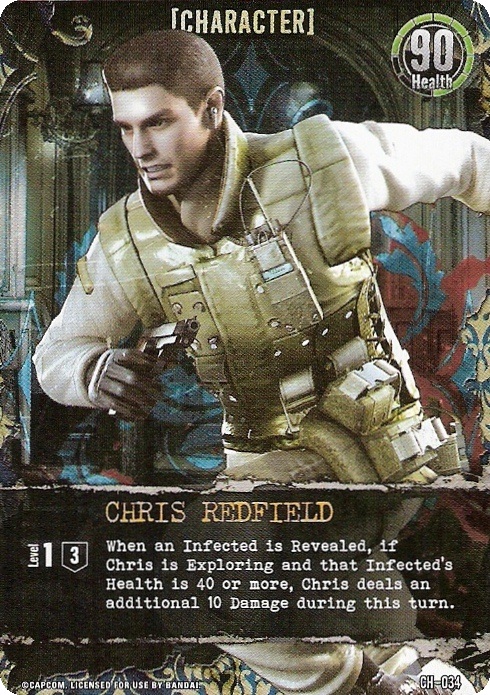 [CHARACTER]
90
Health
CHRIS REDFIELD
Level 1 3
When an Infected is Revealed, if
Chris is Exploring and that Infected's
Health is 40 or more, Chris deals an
additional 10 Damage during this turn.
©CAPCOM. LICENSED FOR USE BY BANDAI.
CH-034